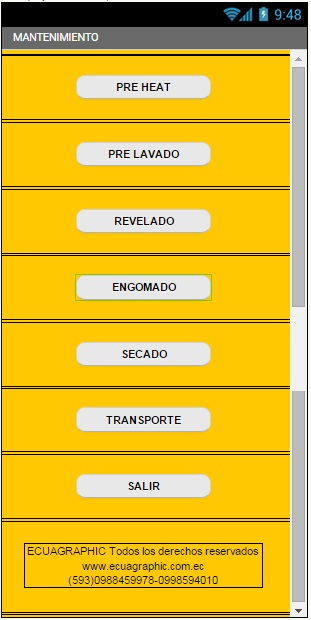 9:48
MANTENIMIENTO
PRE HEAT
PRE LAVADO
REVELADO
ENGOMADO
SECADO
TRANSPORTE
SALIR
ECUAGRAPHIC Todos los derechos reservados
www.ecuagraphic.com.ec
(593)0988459978-0998594010